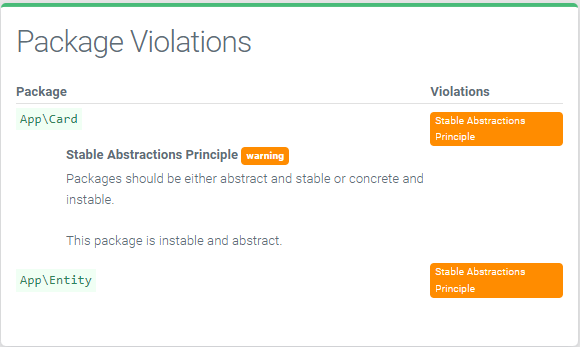 Package Violations
Package Violations
App\Card Stable Abstractions
Principle
Stable Abstractions Principle warning
Packages should be either abstract and stable or concrete and
instable.
This package is instable and abstract.
App\Entity Stable Abstractions
Principle